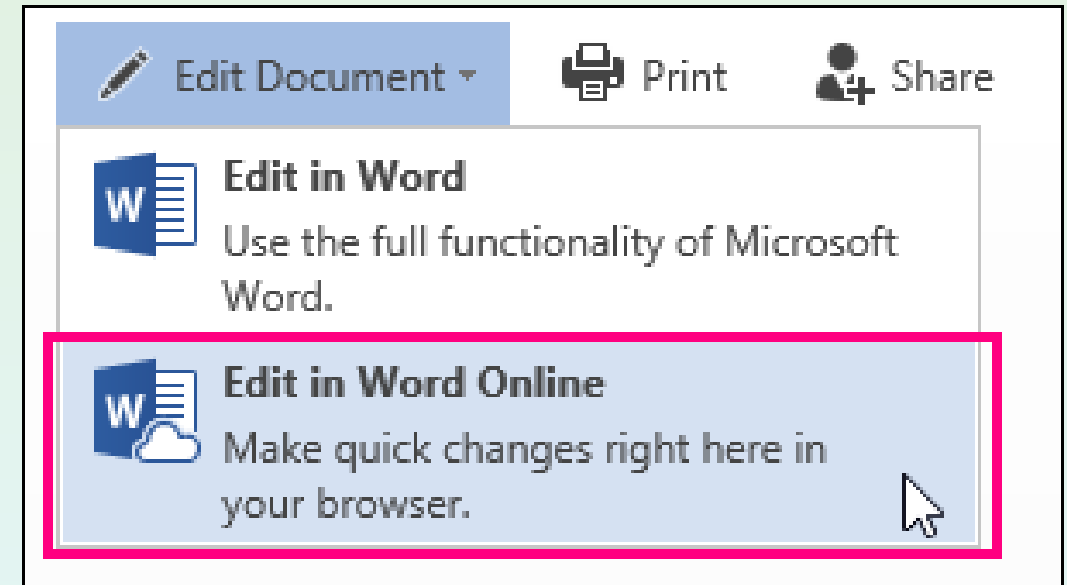 Edit Document Print Share
W Edit in Word
Use the full functionality of Microsoft
Word.
W Edit in Word Online
Make quick changes right here in
your browser.